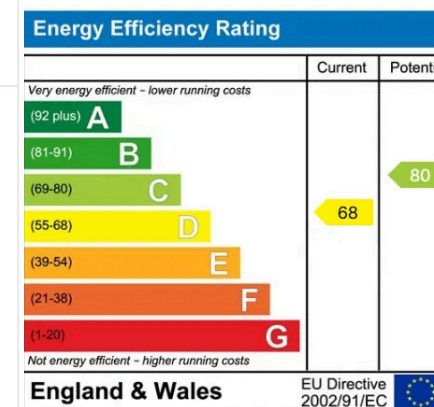 Energy Efficiency Rating
Current Potenti
Very energy efficient – lower running costs
(92 plus) A
(81-91) B
(69-80) C
80
(55-68) D
68
(39-54) E
(21-38) F
(1-20) G
Not energy efficient – higher running costs
England & Wales
EU Directive
2002/91/EC